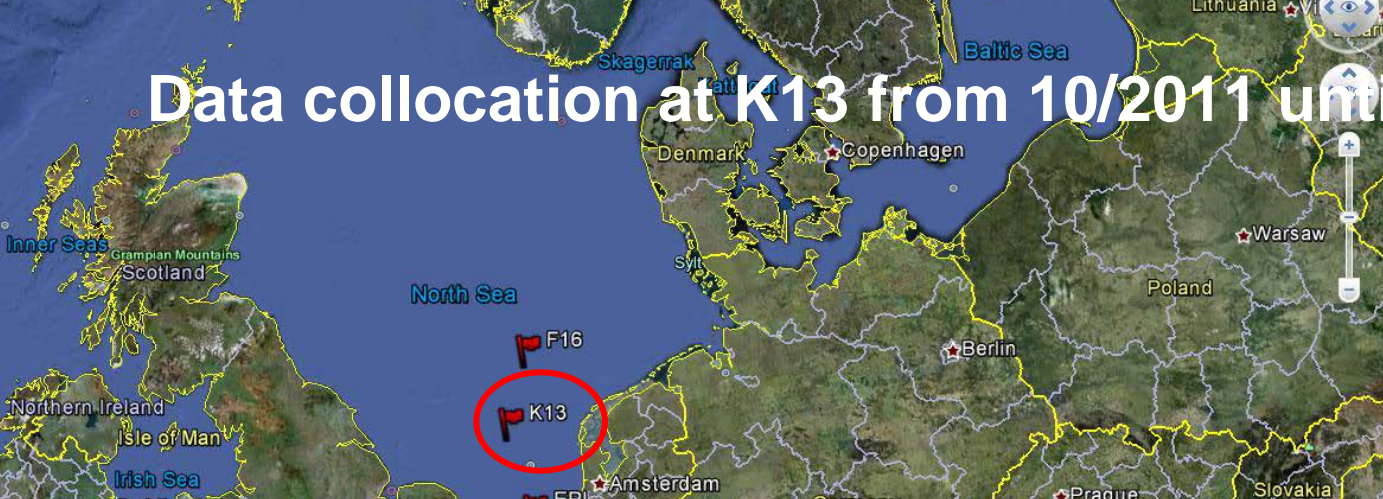 Lithuania
Baltic Sea
Skagerrak
Data collocation at K13 from 10/2011
Denmark
Copenhagen
Warsaw
Inner Seas
Grampian Mountains
Scotland
Sylt
Poland
North Sea
F16
Berlin
Northern Ireland
K13
Isle of Man
Irish Sea
Amsterdam
Prague
Slovakia